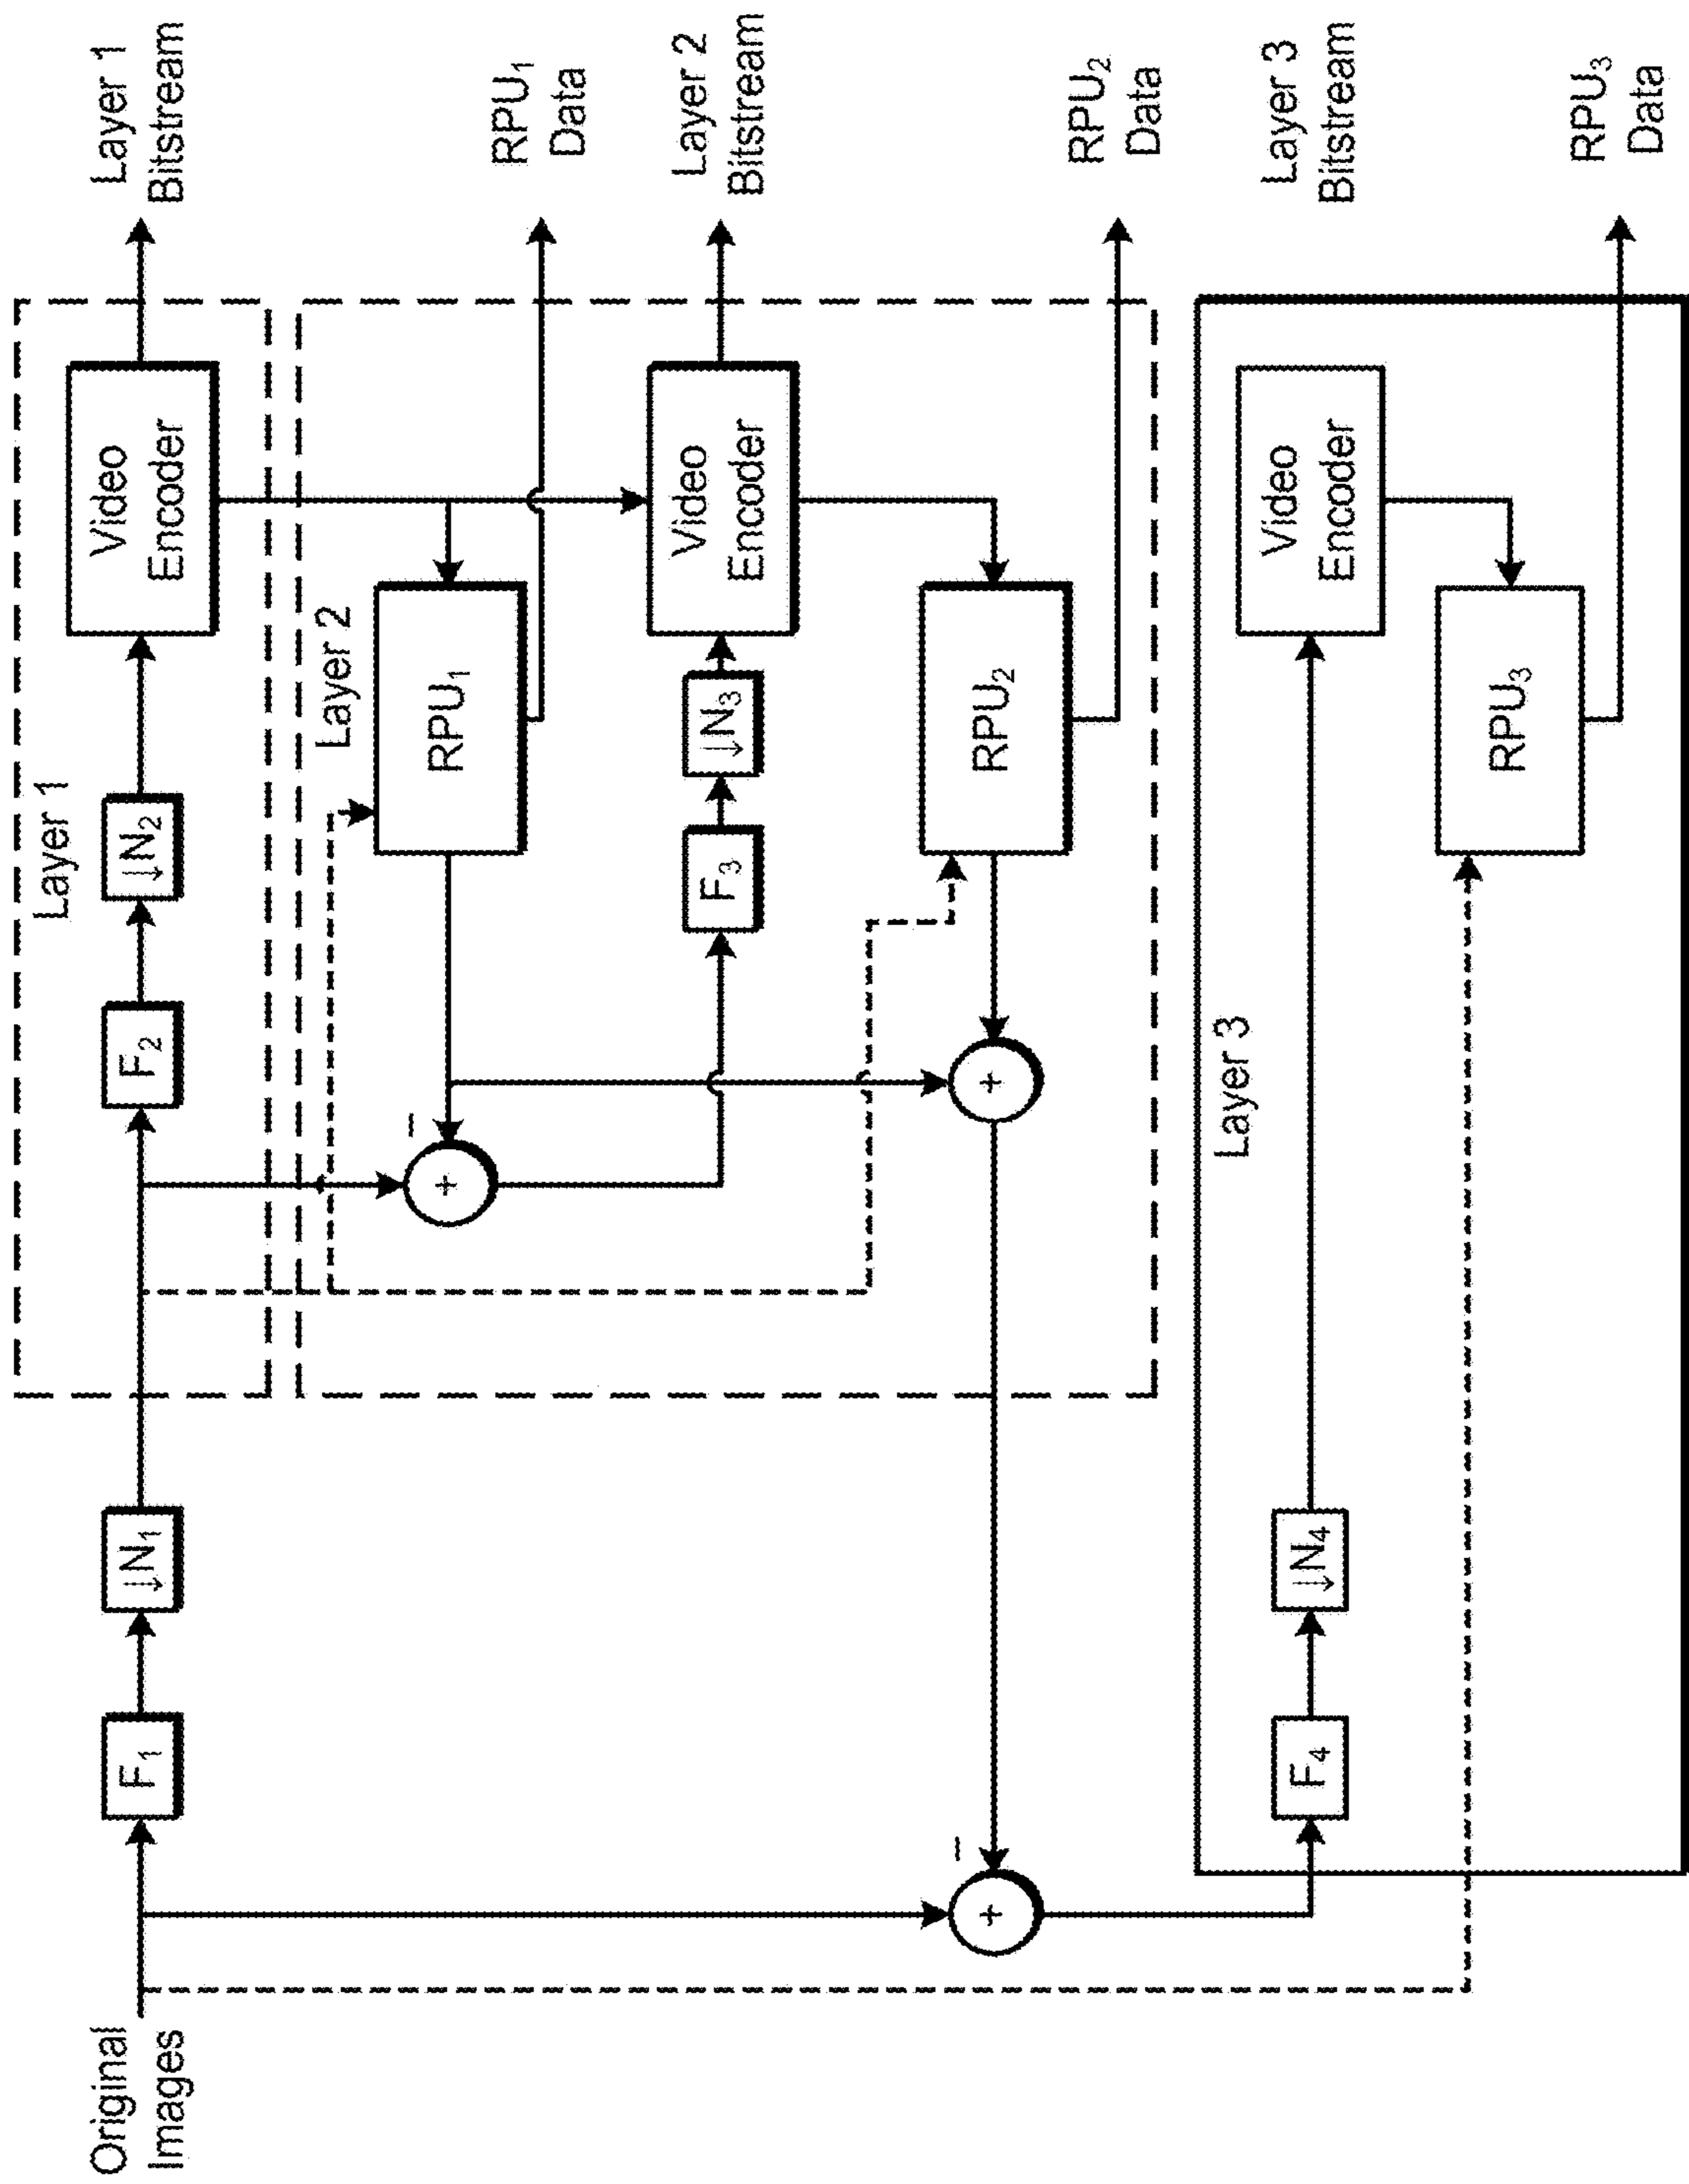 Original
Images
F₁
↓N₁
Layer 1
F₂
↓N₂
Video
Encoder
Layer 1
Bitstream
Layer 2
RPU₁
RPU₁
Data
–
+
F₃
↓N₃
Video
Encoder
Layer 2
Bitstream
–
+
+
RPU₂
RPU₂
Data
Layer 3
F₄
↓N₄
Video
Encoder
Layer 3
Bitstream
RPU₃
RPU₃
Data